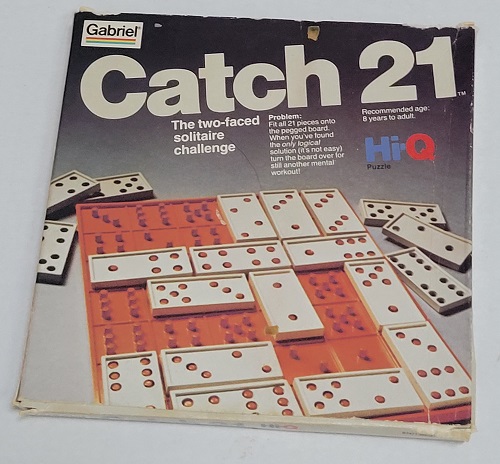 Gabriel
Catch 21™
The two-faced
solitaire
challenge
Problem:
Fit all 21 pieces onto
the pegged board.
When you've found
the only logical
solution (it's not easy)
turn the board over for
still another mental
workout!
Recommended age:
8 years to adult.
Hi-Q
Puzzle
Hi-Q